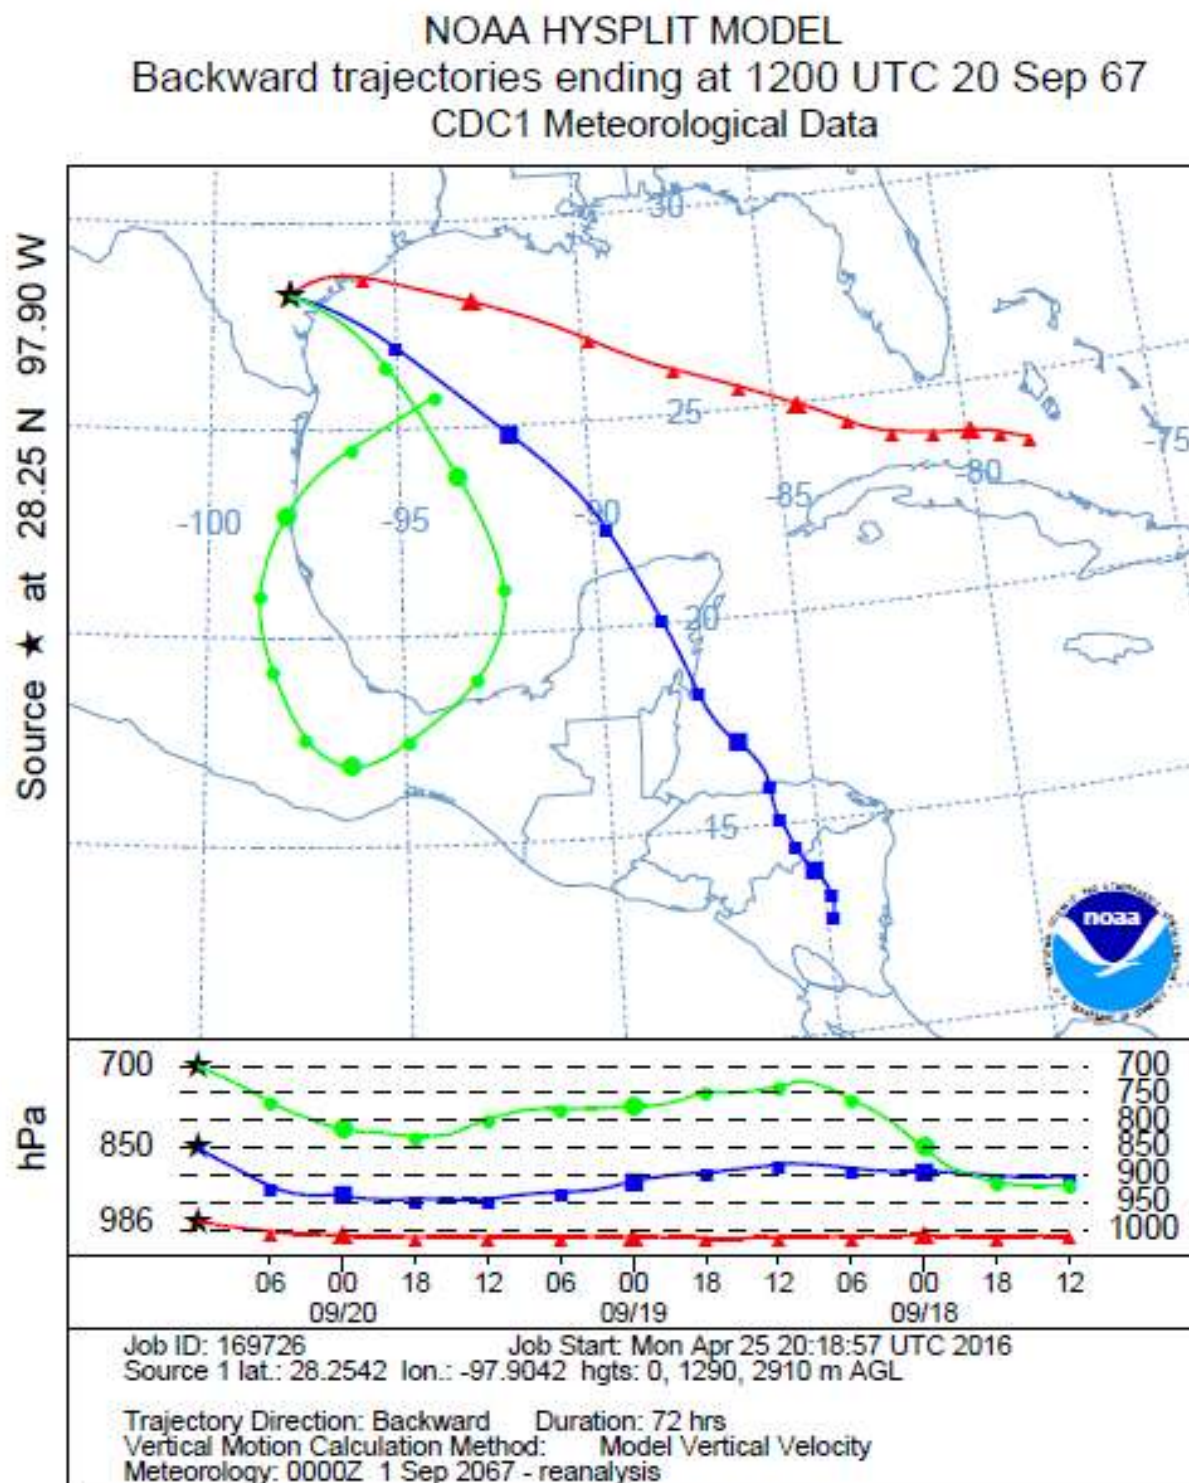 NOAA HYSPLIT MODEL
Backward trajectories ending at 1200 UTC 20 Sep 67
CDC1 Meteorological Data
Source ★ at 28.25 N 97.90 W
30
25
-75
-80
-85
-90
-95
-100
20
15
noaa
hPa
700 700
750
800
850 850
900
950
986 1000
06 00 18 12 06 00 18 12 06 00 18 12
09/20 09/19 09/18
Job ID: 169726 Job Start: Mon Apr 25 20:18:57 UTC 2016
Source 1 lat.: 28.2542 lon.: -97.9042 hgts: 0, 1290, 2910 m AGL
Trajectory Direction: Backward Duration: 72 hrs
Vertical Motion Calculation Method: Model Vertical Velocity
Meteorology: 0000Z 1 Sep 2067 - reanalysis